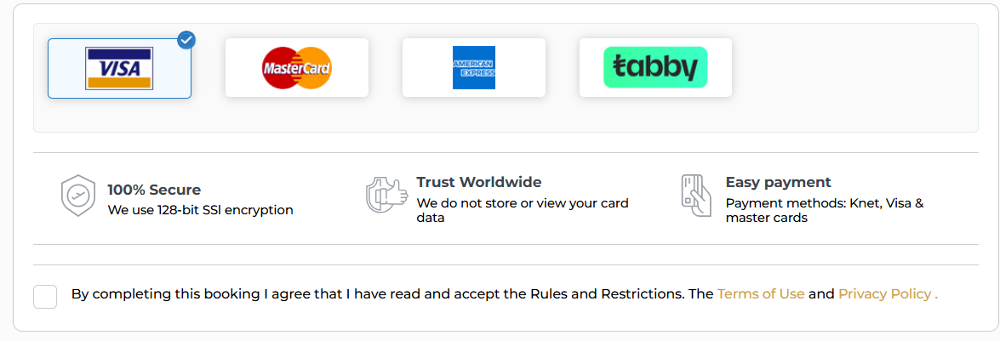 VISA
MasterCard
AMERICAN
EXPRESS
tabby
100% Secure
We use 128-bit SSl encryption
Trust Worldwide
We do not store or view your card
data
Easy payment
Payment methods: Knet, Visa &
master cards
By completing this booking I agree that I have read and accept the Rules and Restrictions. The Terms of Use and Privacy Policy .